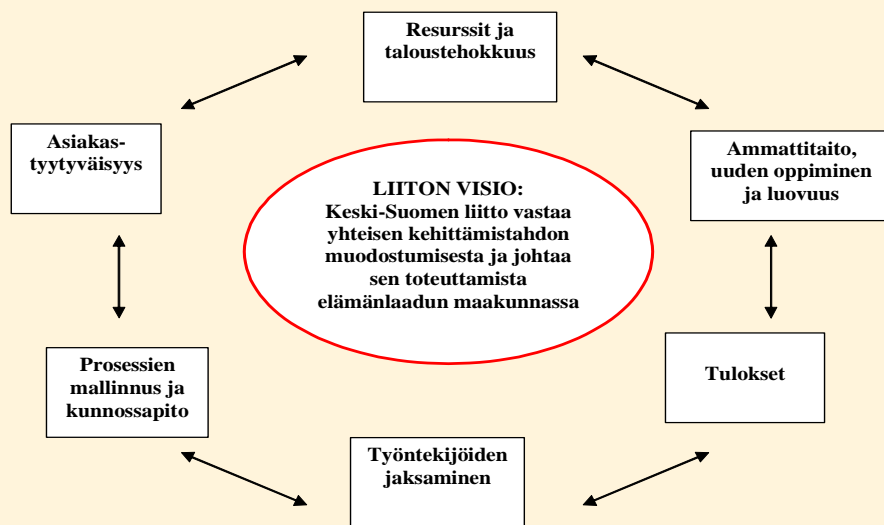 Resurssit ja
taloustehokkuus
Asiakas-
tyytyväisyys
Ammattitaito,
uuden oppiminen
ja luovuus
LIITON VISIO:
Keski-Suomen liitto vastaa
yhteisen kehittämistahdon
muodostumisesta ja johtaa
sen toteuttamista
elämänlaadun maakunnassa
Prosessien
mallinnus ja
kunnossapito
Tulokset
Työntekijöiden
jaksaminen